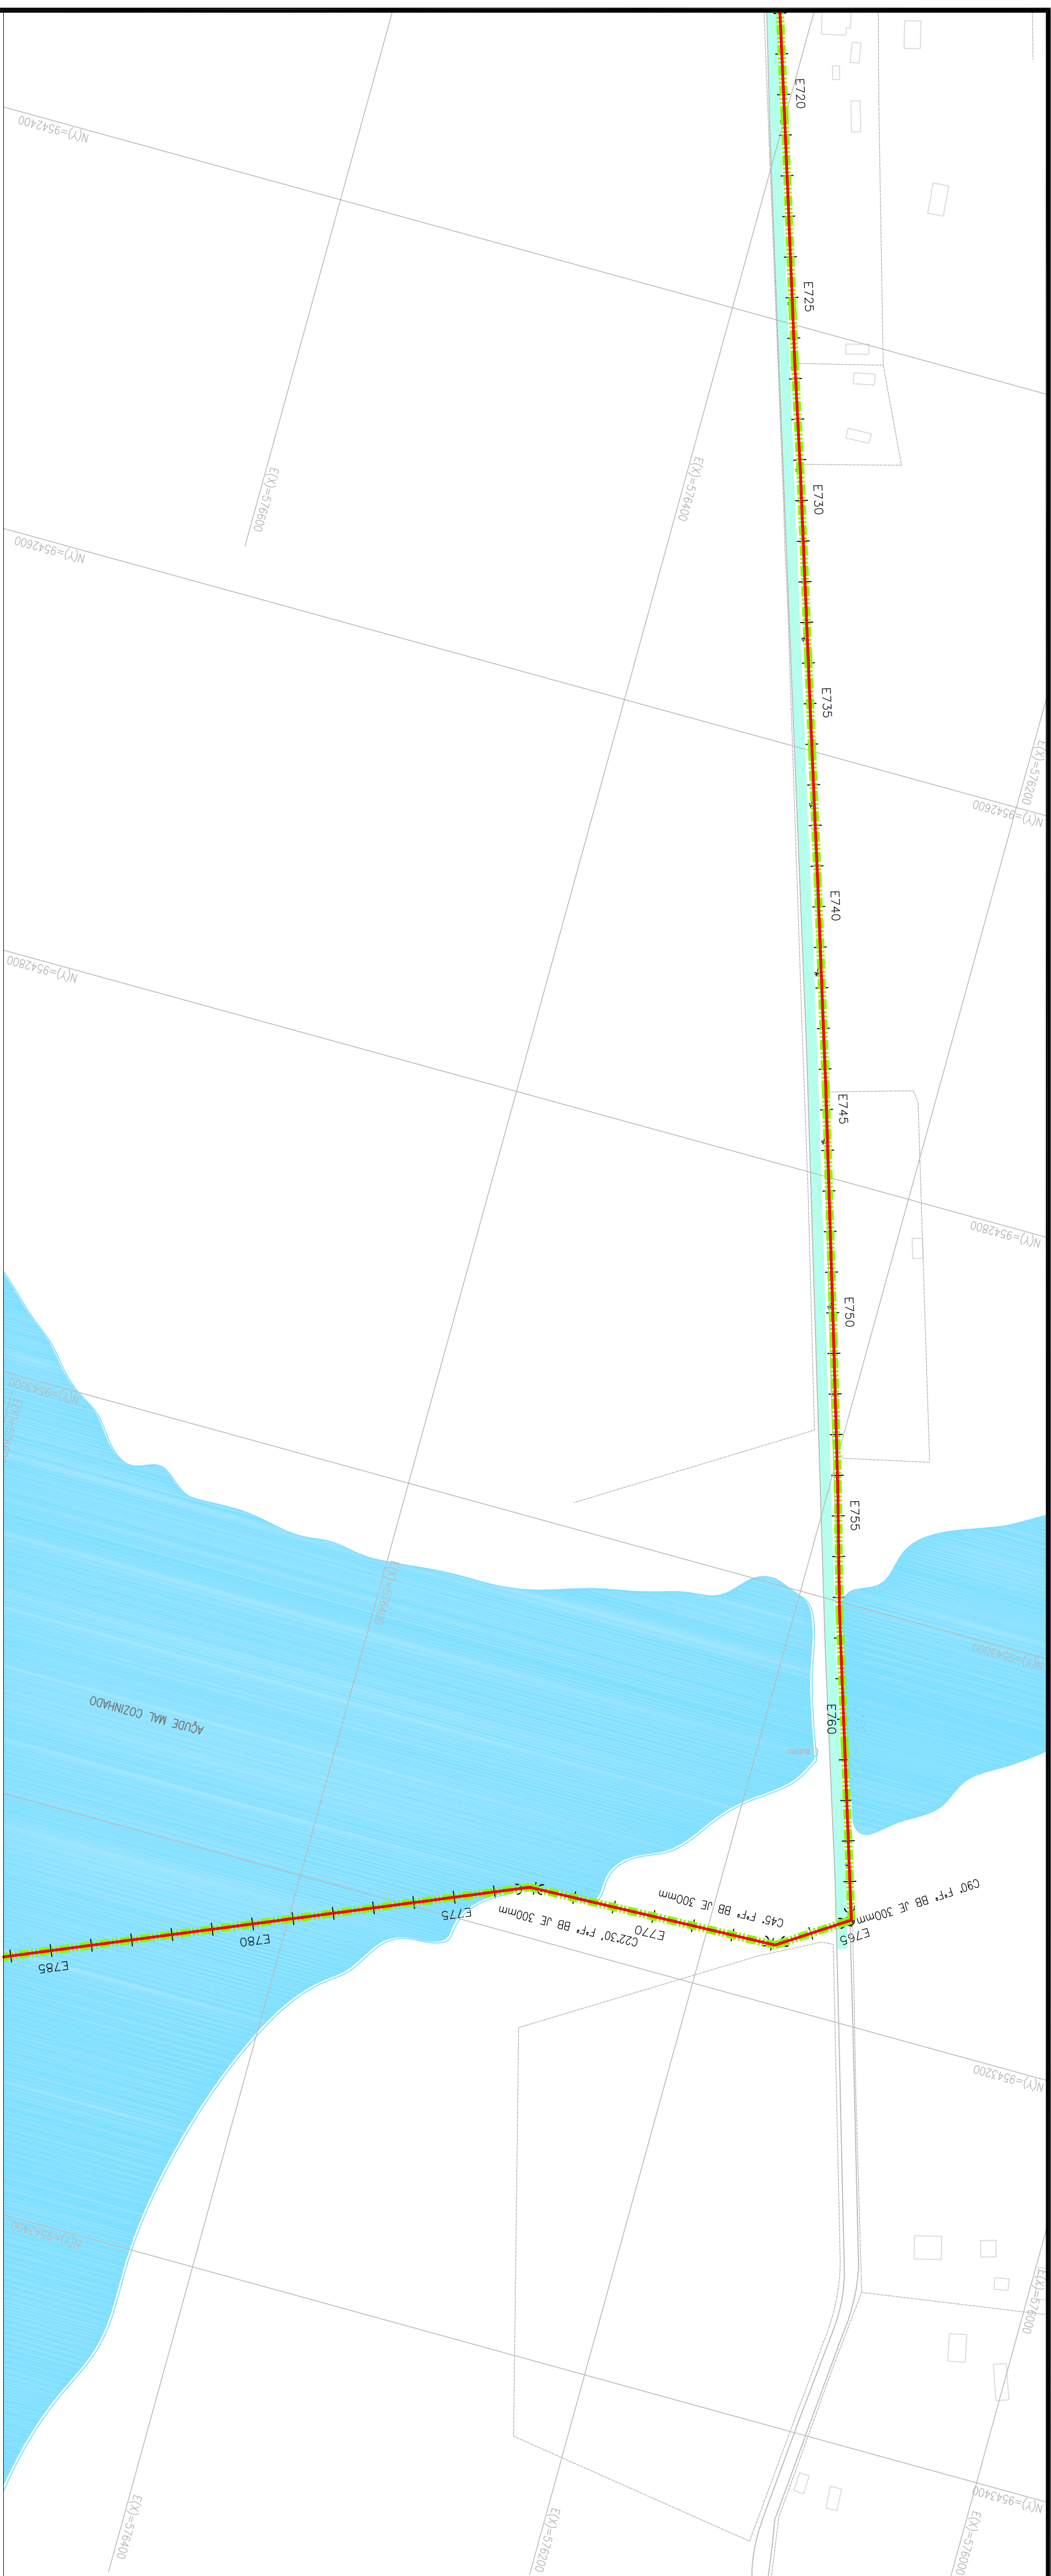 E720
N(Y)=9542400
E725
E(X)=576600
E(X)=576400
E730
N(Y)=9542600
E735
E(X)=576200
N(Y)=9542600
E740
N(Y)=9542800
E745
N(Y)=9542800
E750
N(Y)=9543000
E755
E(X)=576400
N(Y)=9543000
AÇUDE MAL COZINHADO
E760
C90° FºFº BB JE 300mm
C45° FºFº BB JE 300mm
C22°30' FºFº BB JE 300mm
E765
E770
E775
E780
E785
N(Y)=9543200
N(Y)=9543400
E(X)=576000
N(Y)=9543400
E(X)=576400
E(X)=576200
E(X)=576000